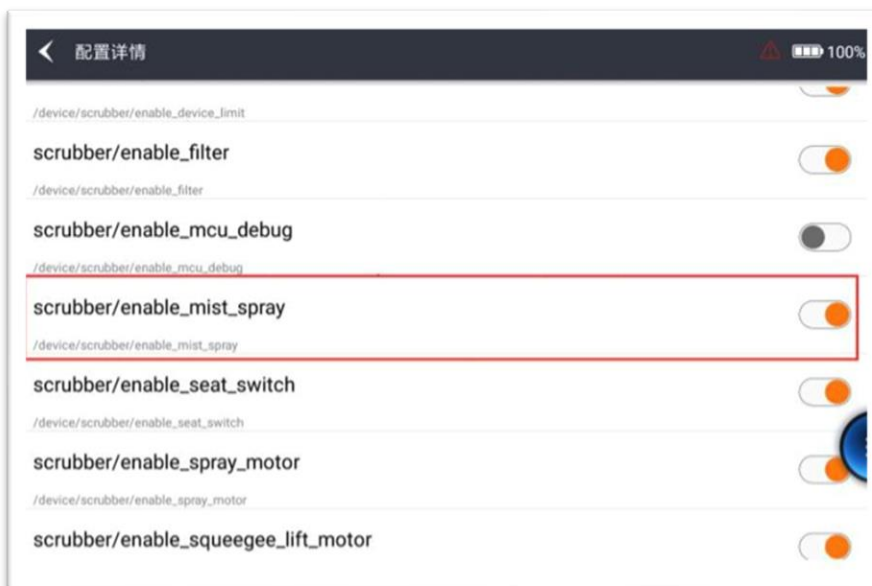 配置详情
100%
/device/scrubber/enable_device_limit
scrubber/enable_filter
/device/scrubber/enable_filter
scrubber/enable_mcu_debug
/device/scrubber/enable_mcu_debug
scrubber/enable_mist_spray
/device/scrubber/enable_mist_spray
scrubber/enable_seat_switch
/device/scrubber/enable_seat_switch
scrubber/enable_spray_motor
/device/scrubber/enable_spray_motor
scrubber/enable_squeegee_lift_motor